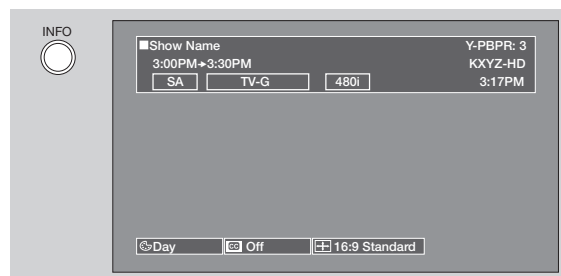 INFO
Show Name Y-PBPR: 3
3:00PM→3:30PM KXYZ-HD
SA TV-G 480i 3:17PM
Day CC Off 16:9 Standard